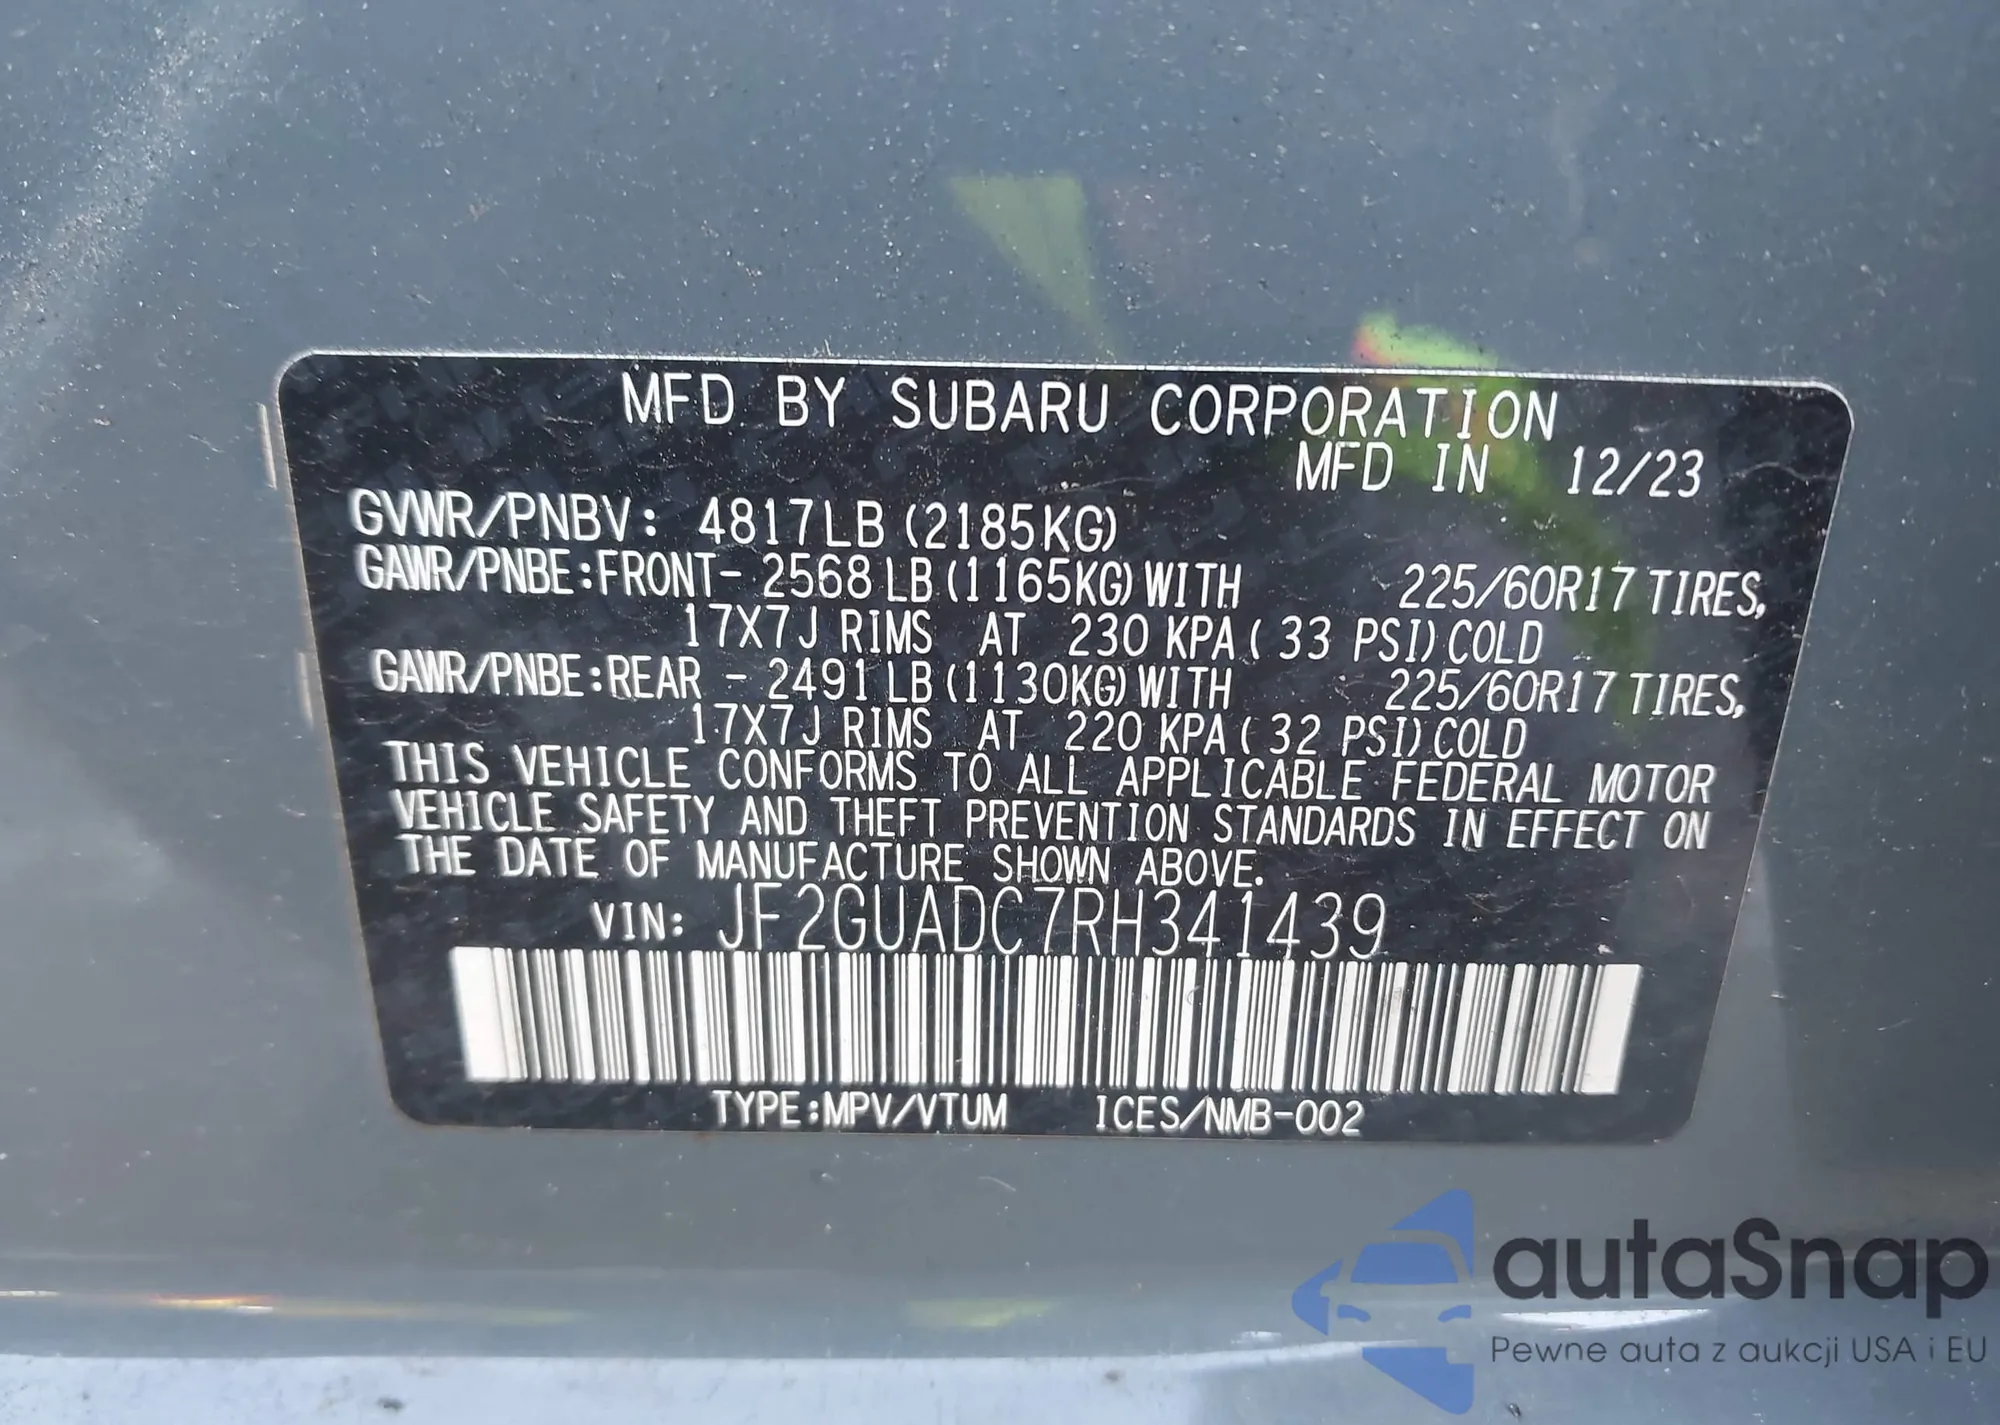 MFD BY SUBARU CORPORATION
MFD IN 12/23
GVWR/PNBV: 4817LB (2185KG)
GAWR/PNBE:FRONT- 2568LB (1165KG) WITH 225/60R17 TIRES,
17X7J RIMS AT 230 KPA ( 33 PSI) COLD
GAWR/PNBE:REAR - 2491LB (1130KG) WITH 225/60R17 TIRES,
17X7J RIMS AT 220 KPA ( 32 PSI) COLD
THIS VEHICLE CONFORMS TO ALL APPLICABLE FEDERAL MOTOR
VEHICLE SAFETY AND THEFT PREVENTION STANDARDS IN EFFECT ON
THE DATE OF MANUFACTURE SHOWN ABOVE.
VIN: JF2GUADC7RH341439
TYPE:MPV/VTUM ICES/NMB-002
autaSnap
Pewne auta z aukcji USA i EU